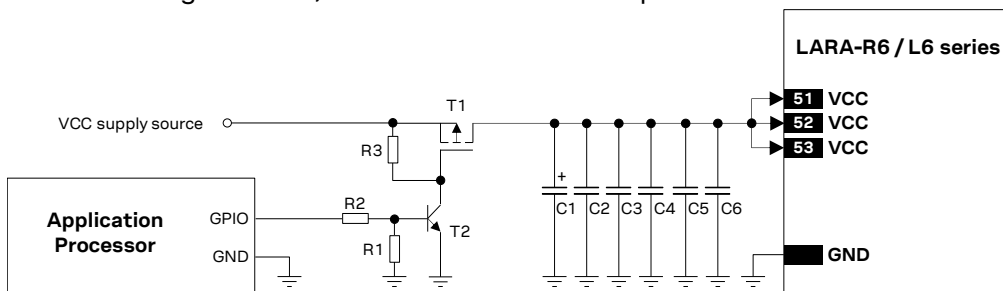 LARA-R6 / L6 series
T1
51 VCC
VCC supply source
52 VCC
R3
53 VCC
+
C1 C2 C3 C4 C5 C6
Application
Processor
GPIO
R2
T2
R1
GND
GND